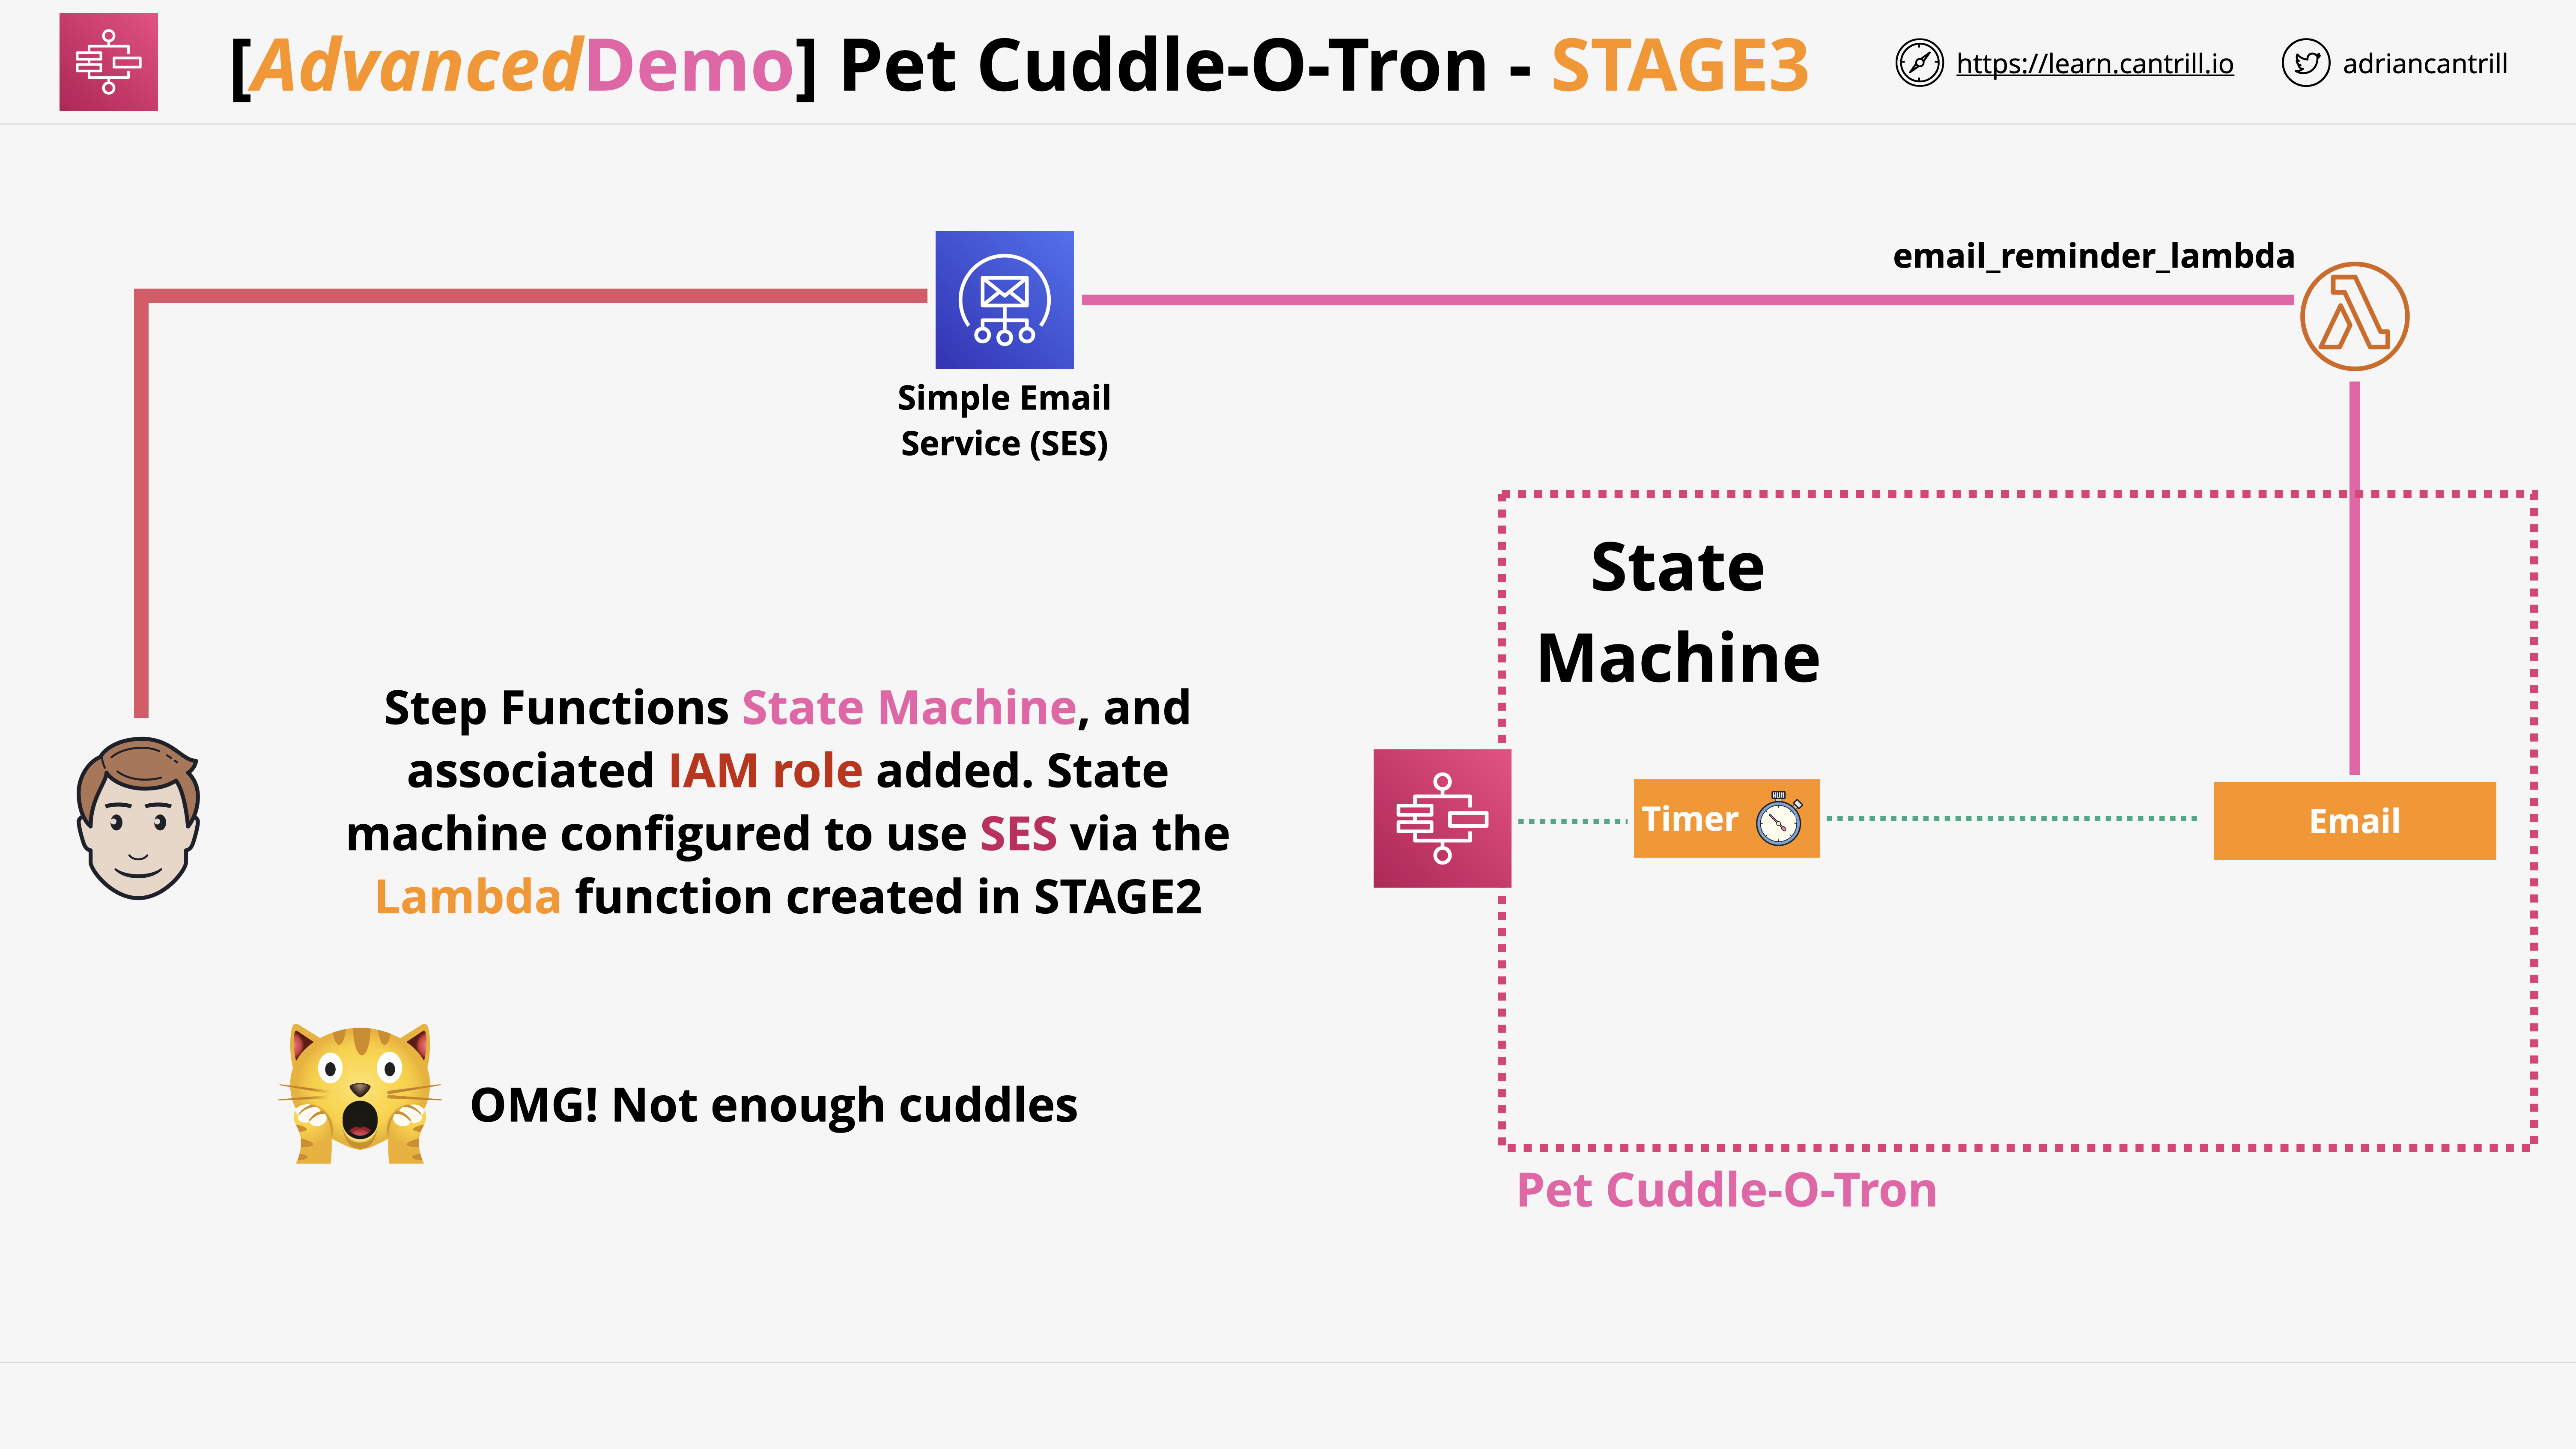 [AdvancedDemo] Pet Cuddle-O-Tron - STAGE3
https://learn.cantrill.io
adriancantrill
email_reminder_lambda
Simple Email
Service (SES)
State
Machine
Step Functions State Machine, and
associated IAM role added. State
machine configured to use SES via the
Lambda function created in STAGE2
Timer
Email
OMG! Not enough cuddles
Pet Cuddle-O-Tron